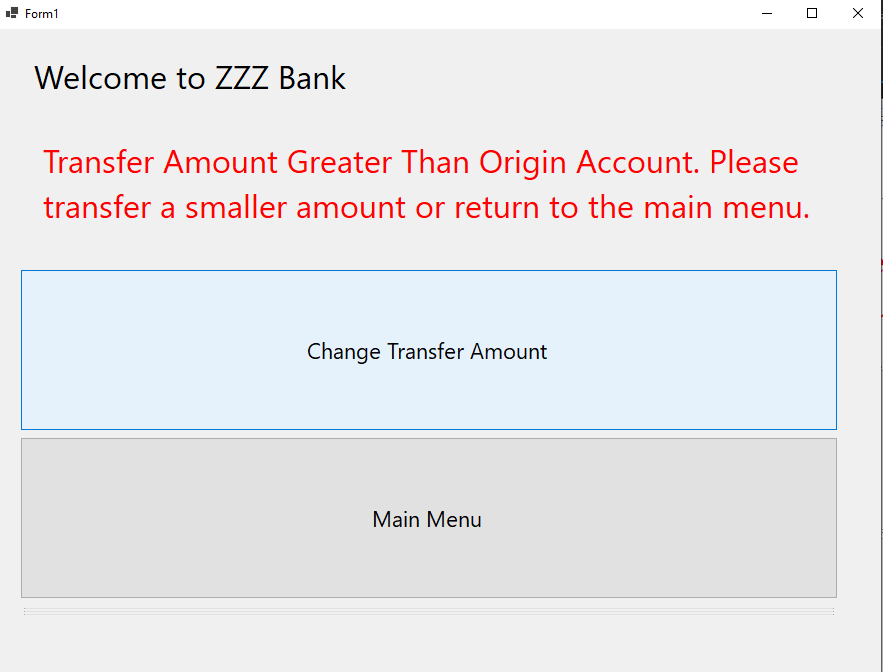 Form1
Welcome to ZZZ Bank
Transfer Amount Greater Than Origin Account. Please
transfer a smaller amount or return to the main menu.
Change Transfer Amount
Main Menu